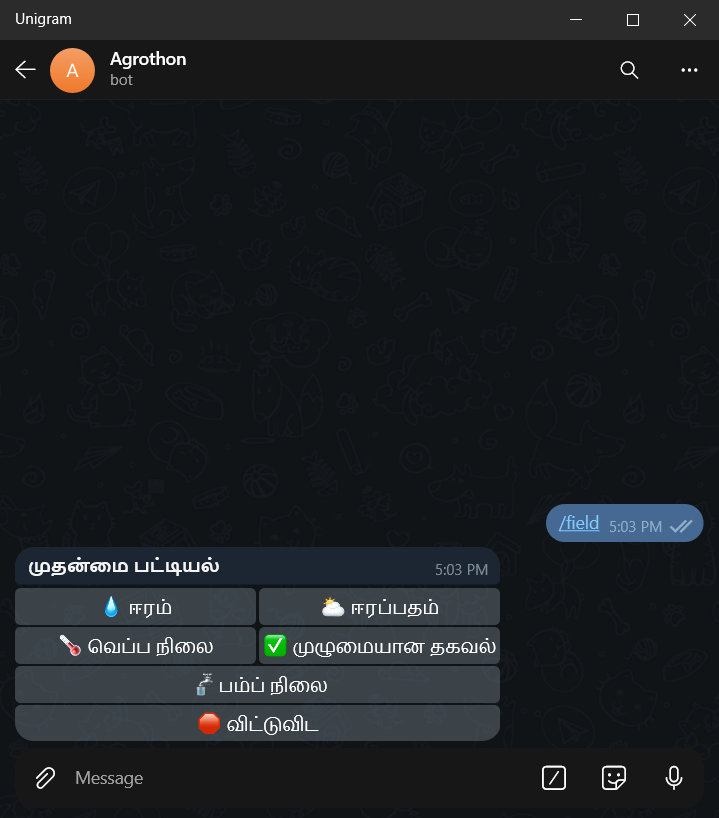 Unigram
A
Agrothon
bot
/field 5:03 PM
முதன்மை பட்டியல் 5:03 PM
💧 ஈரம்
🌥️ ஈரப்பதம்
🌡️ வெப்ப நிலை
✅ முழுமையான தகவல்
🚰 பம்ப் நிலை
🛑 விட்டுவிட
Message